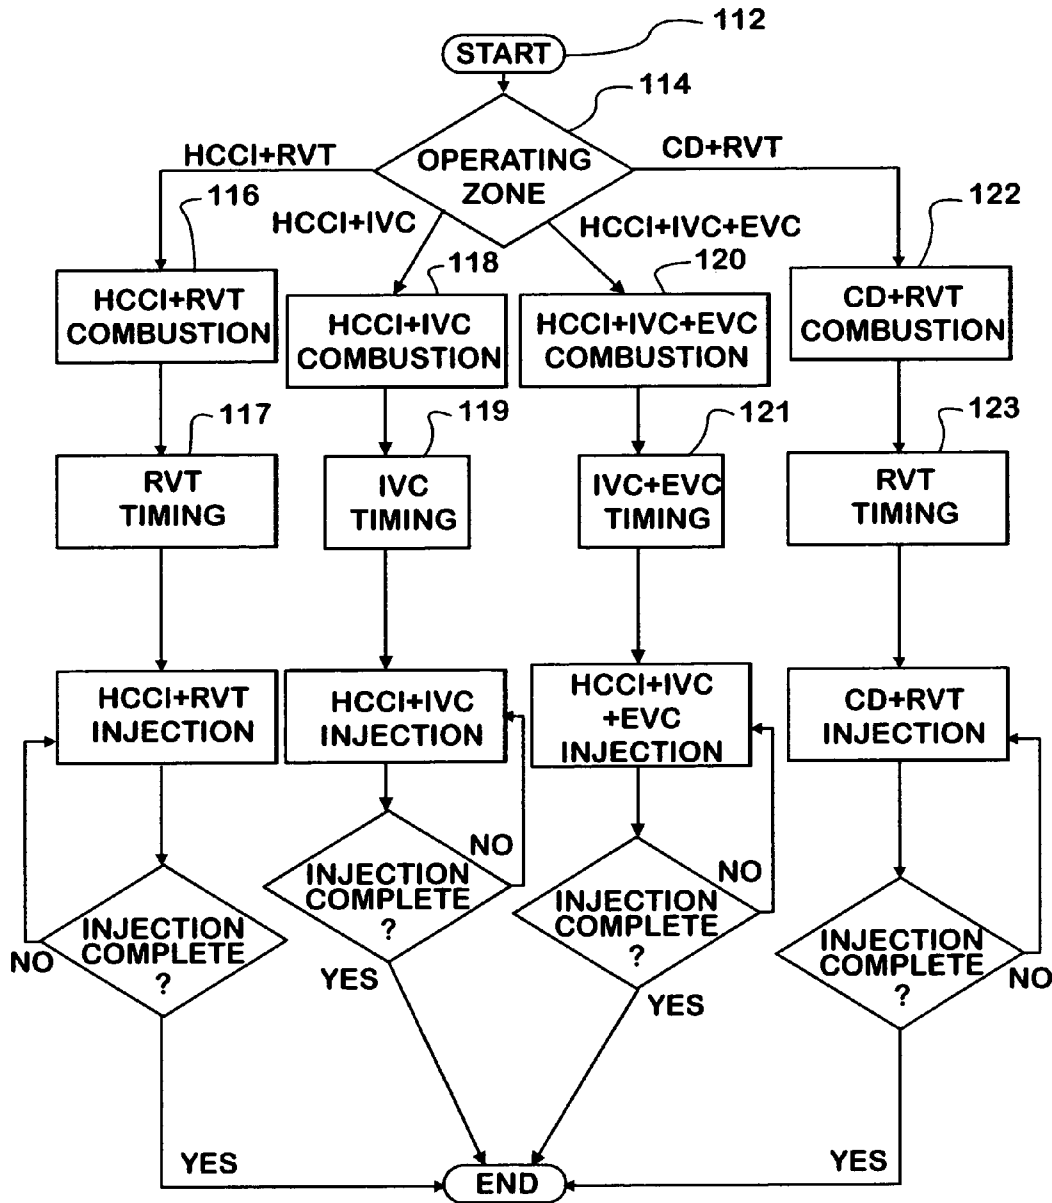 112
START
114
HCCI+RVT
OPERATING
ZONE
CD+RVT
116
HCCI+IVC
HCCI+IVC+EVC
122
118
120
HCCI+RVT
COMBUSTION
HCCI+IVC
COMBUSTION
HCCI+IVC+EVC
COMBUSTION
CD+RVT
COMBUSTION
117
119
121
123
RVT
TIMING
IVC
TIMING
IVC+EVC
TIMING
RVT
TIMING
HCCI+RVT
INJECTION
HCCI+IVC
INJECTION
HCCI+IVC
+EVC
INJECTION
CD+RVT
INJECTION
INJECTION
COMPLETE
?
NO
YES
INJECTION
COMPLETE
?
NO
YES
INJECTION
COMPLETE
?
NO
YES
INJECTION
COMPLETE
?
NO
YES
END